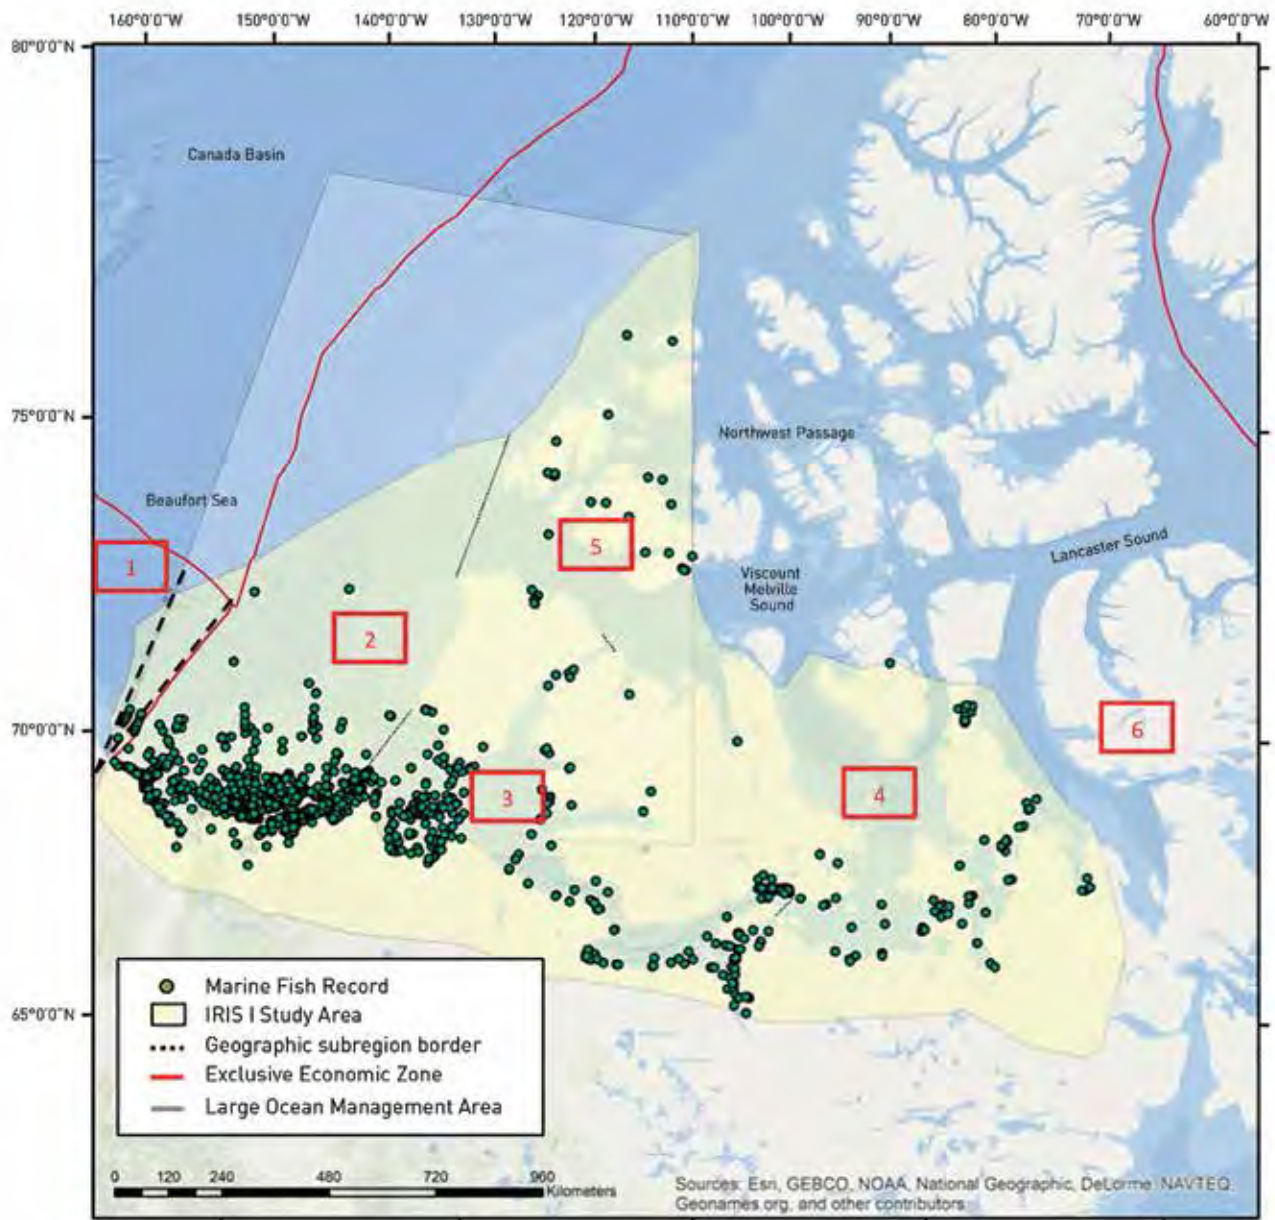 160°0'0"W 150°0'0"W 140°0'0"W 130°0'0"W 120°0'0"W 110°0'0"W 100°0'0"W 90°0'0"W 80°0'0"W 70°0'0"W 60°0'0"W
80°0'0"N
Canada Basin
75°0'0"N
Northwest Passage
Beaufort Sea
Lancaster Sound
1
5
Viscount
Melville
Sound
2
70°0'0"N
6
3
4
65°0'0"N
Marine Fish Record
IRIS I Study Area
Geographic subregion border
Exclusive Economic Zone
Large Ocean Management Area
0 120 240 480 720 960
Kilometers
Sources: Esri, GEBCO, NOAA, National Geographic, DeLorme, NAVTEQ,
Geonames.org, and other contributors